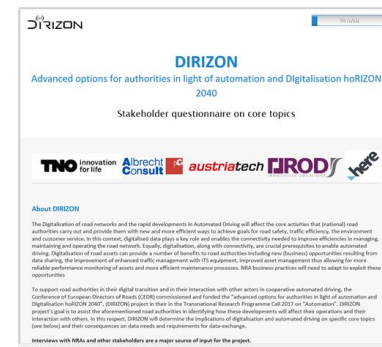 DIRIZON
DIRIZON
Advanced options for authorities in light of automation and DIgitalisation hoRIZON
2040
Stakeholder questionnaire on core topics
TNO innovation for life
Albrecht Consult
austriatech
ROD
INNOVATIVE SOLUTIONS
here
About DIRIZON
The Digitalisation of road networks and the rapid developments in Automated Driving will affect the core activities that (national) road
authorities carry out and provide them with new and more efficient ways to achieve goals for road safety, traffic efficiency, the environment
and customer service. In this context, digitalised data plays a key role and enables the connectivity needed to improve efficiencies in managing,
maintaining and operating the road network. Equally, digitalisation, along with connectivity, are crucial prerequisites to enable automated
driving. Digitalisation of road assets can provide a number of benefits to road authorities including new (business) opportunities resulting from
data sharing, the improvement of enhanced traffic management with ITS equipment, improved asset management thus allowing for more
reliable performance monitoring of assets and more efficient maintenance processes. NRA business practices will need to adapt to exploit these
opportunities
To support road authorities in their digital transition and in their interaction with other actors in cooperative automated driving, the
Conference of European Directors of Roads (CEDR) commissioned and funded the "advanced options for authorities in light of automation and
DIgitalisation hoRIZON 2040", (DIRIZON) project in their in the Transnational Research Programme Call 2017 on "Automation". DIRIZON
project's goal is to assist the aforementioned road authorities in identifying how these developments will affect their operations and their
interaction with others. In this respect, DIRIZON will determine the implications of digitalisation and automated driving on specific core topics
(see below) and their consequences on data needs and requirements for data-exchange.
Interviews with NRAs and other stakeholders are a major source of input for the project.